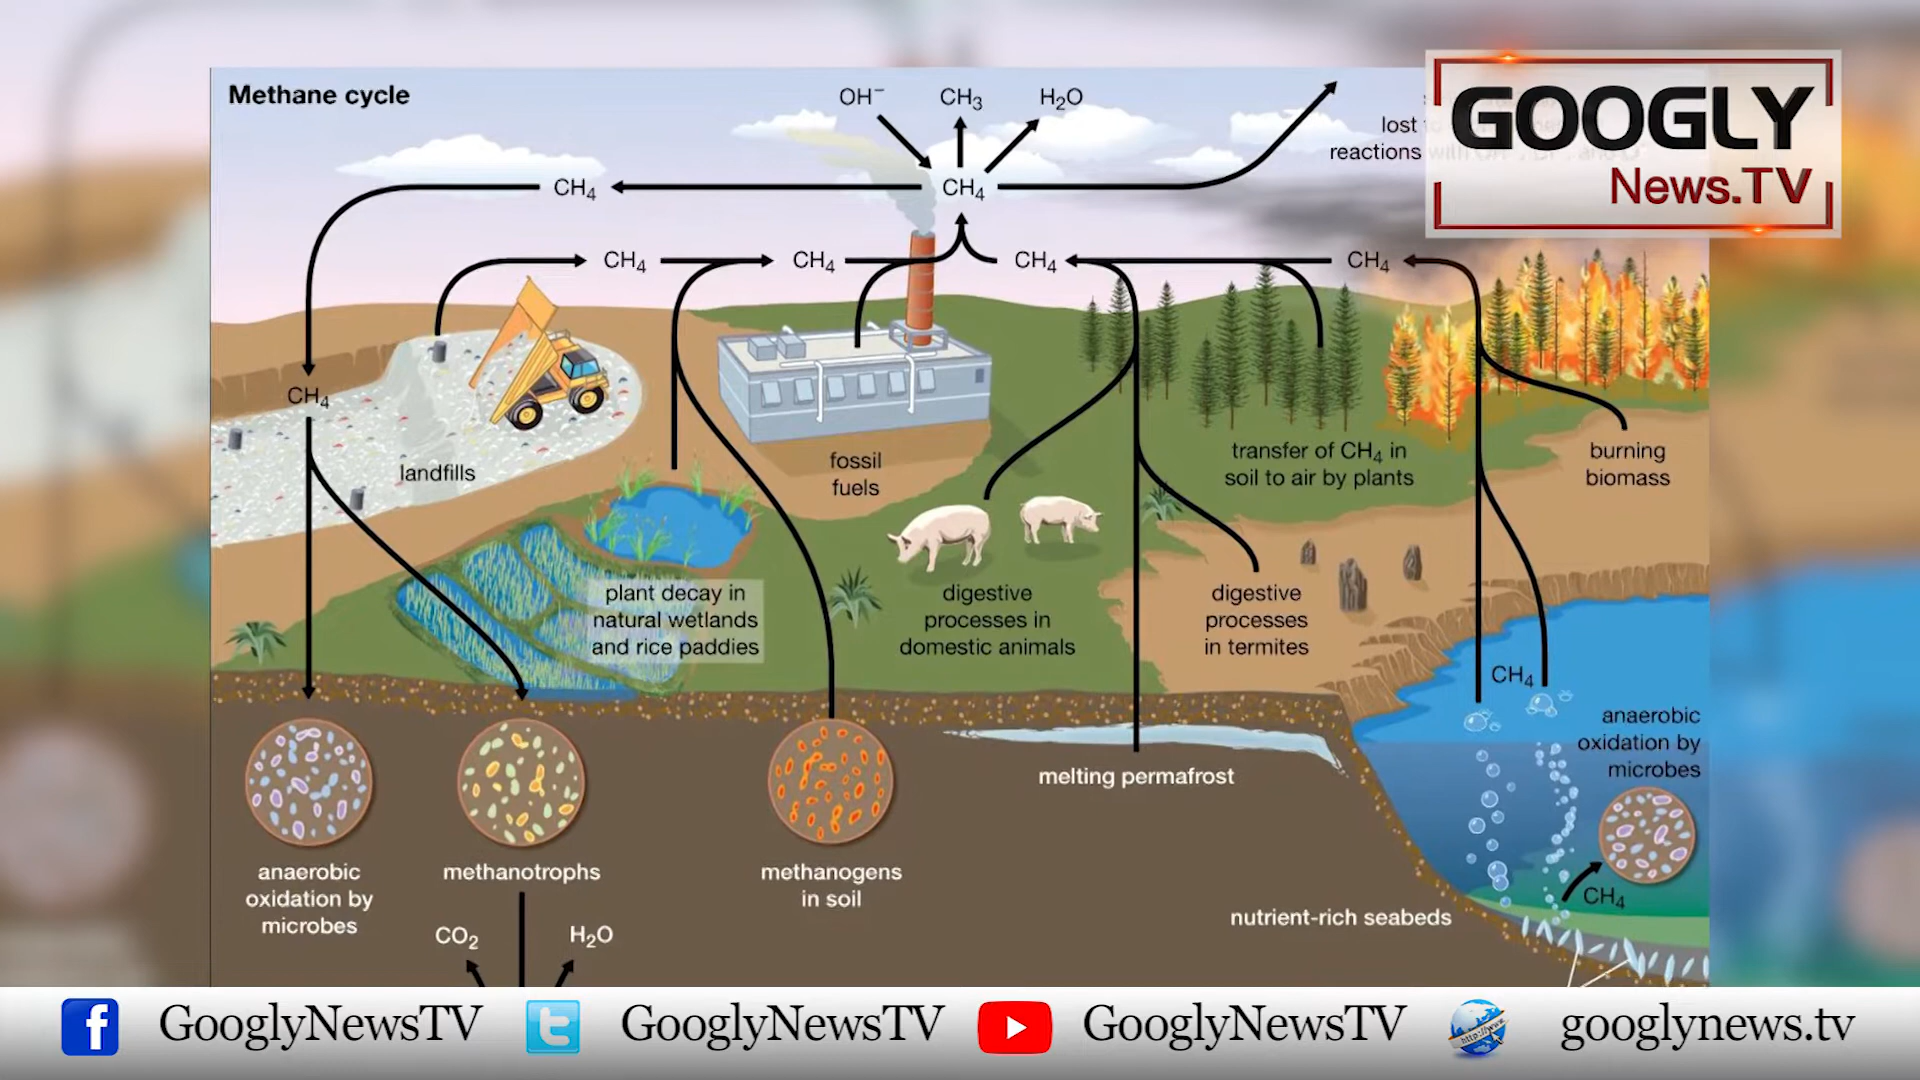 Methane cycle
OH⁻
CH₃
H₂O
lost
reactions
GOOGLY
News.TV
CH₄
CH₄
CH₄
CH₄
CH₄
CH₄
CH₄
landfills
fossil
fuels
transfer of CH₄ in
soil to air by plants
burning
biomass
plant decay in
natural wetlands
and rice paddies
digestive
processes in
domestic animals
digestive
processes
in termites
CH₄
anaerobic
oxidation by
microbes
melting permafrost
anaerobic
oxidation by
microbes
methanotrophs
methanogens
in soil
CH₄
nutrient-rich seabeds
CO₂
H₂O
GooglyNewsTV
GooglyNewsTV
GooglyNewsTV
http://www
googlynews.tv